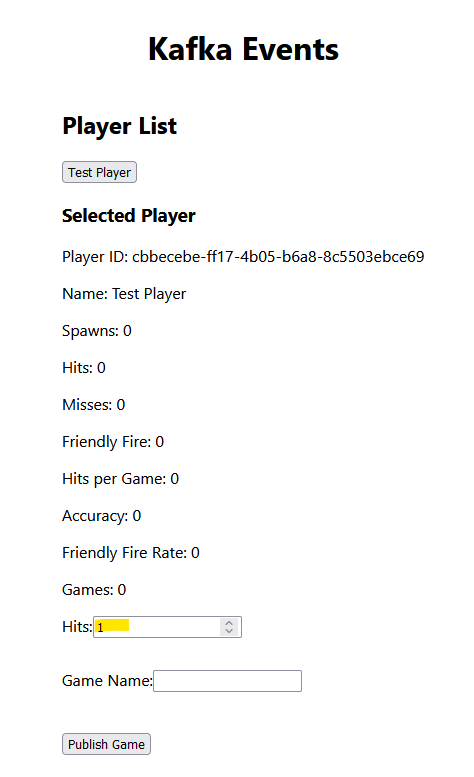 Kafka Events
Player List
Test Player
Selected Player
Player ID: cbbecebe-ff17-4b05-b6a8-8c5503ebce69
Name: Test Player
Spawns: 0
Hits: 0
Misses: 0
Friendly Fire: 0
Hits per Game: 0
Accuracy: 0
Friendly Fire Rate: 0
Games: 0
Hits: 1
Game Name:
Publish Game